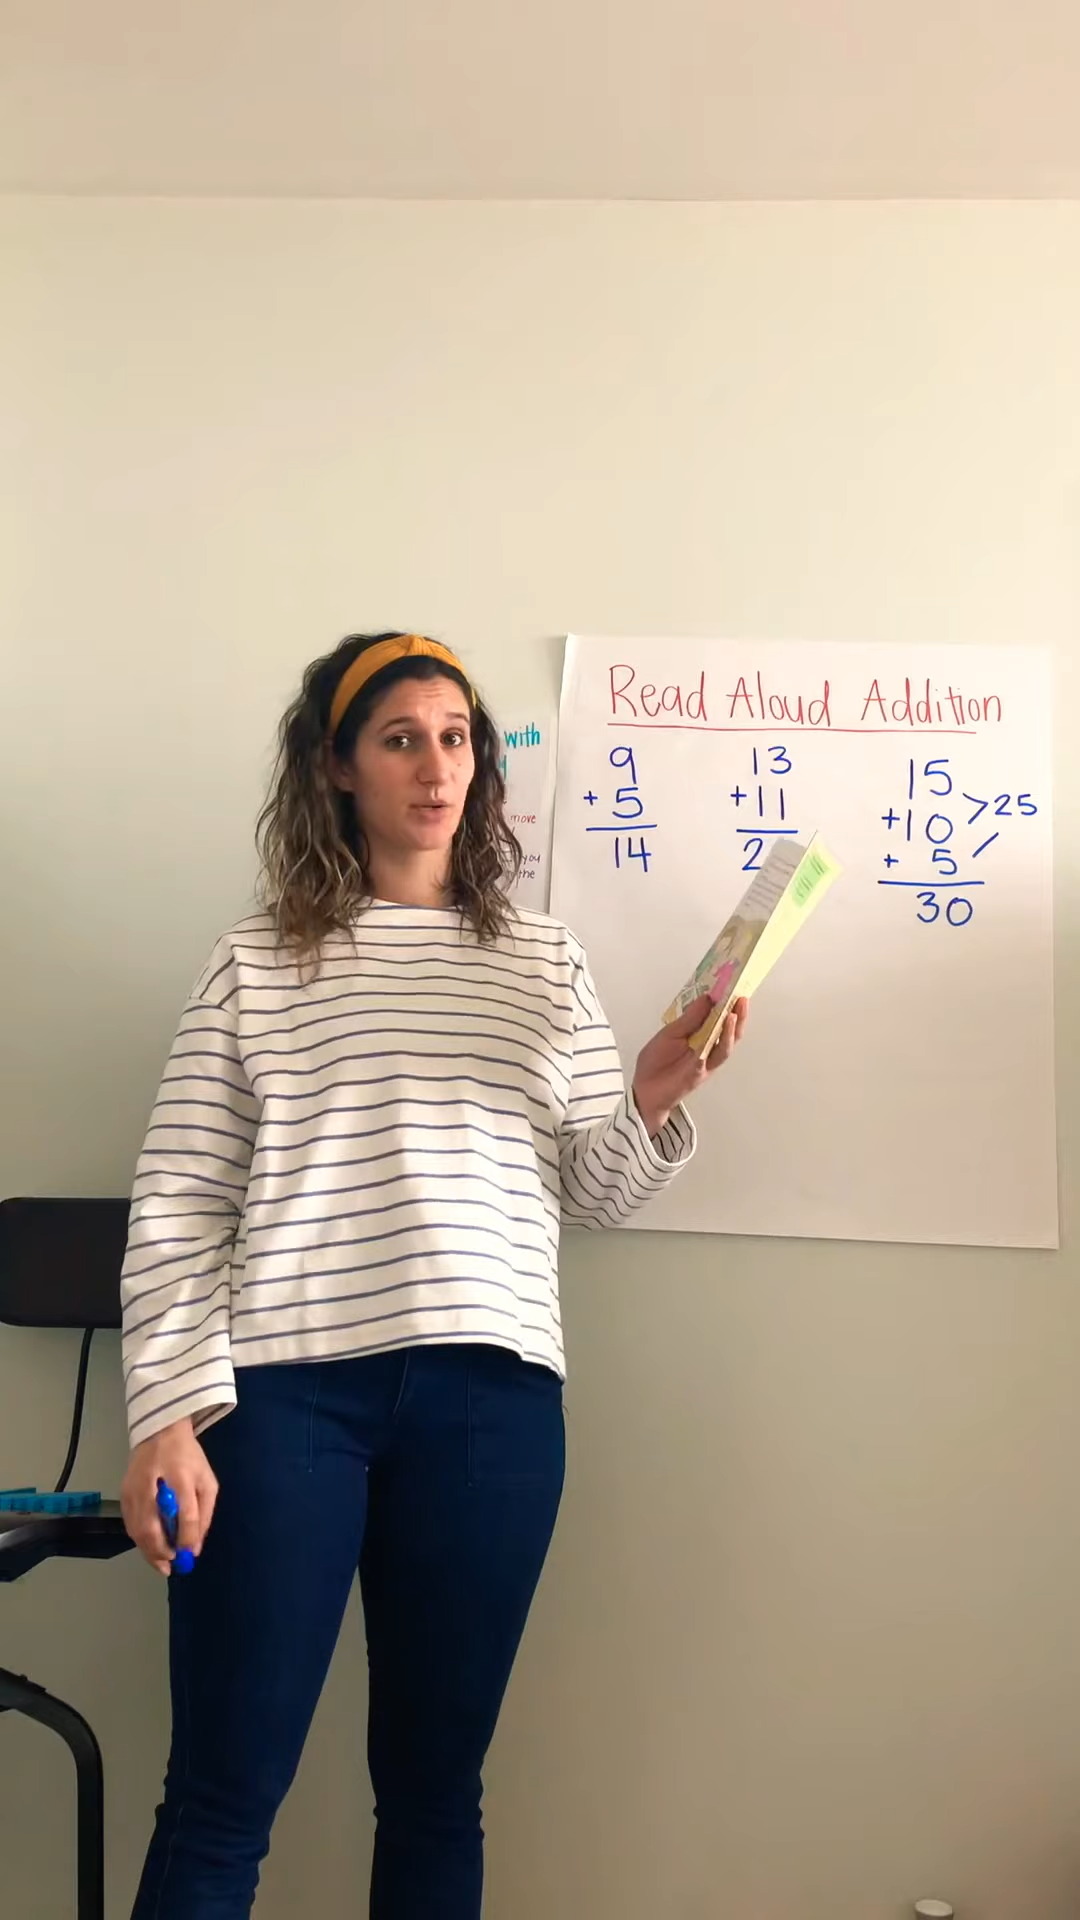 Read Aloud Addition
9
+ 5
14
13
+ 11
2
15
+10 >25
+ 5
30
with
move
you
the